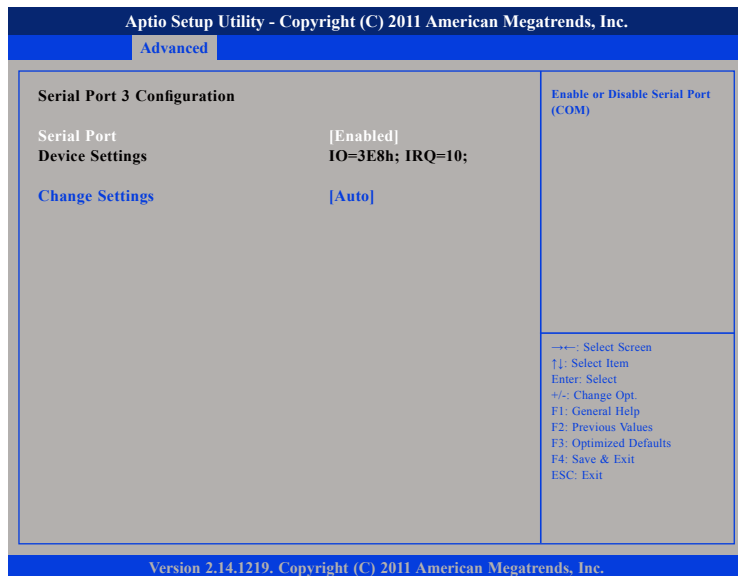 Aptio Setup Utility - Copyright (C) 2011 American Megatrends, Inc.
Advanced
Serial Port 3 Configuration
Serial Port [Enabled]
Device Settings IO=3E8h; IRQ=10;
Change Settings [Auto]
Enable or Disable Serial Port
(COM)
→←: Select Screen
↑↓: Select Item
Enter: Select
+/-: Change Opt.
F1: General Help
F2: Previous Values
F3: Optimized Defaults
F4: Save & Exit
ESC: Exit
Version 2.14.1219. Copyright (C) 2011 American Megatrends, Inc.